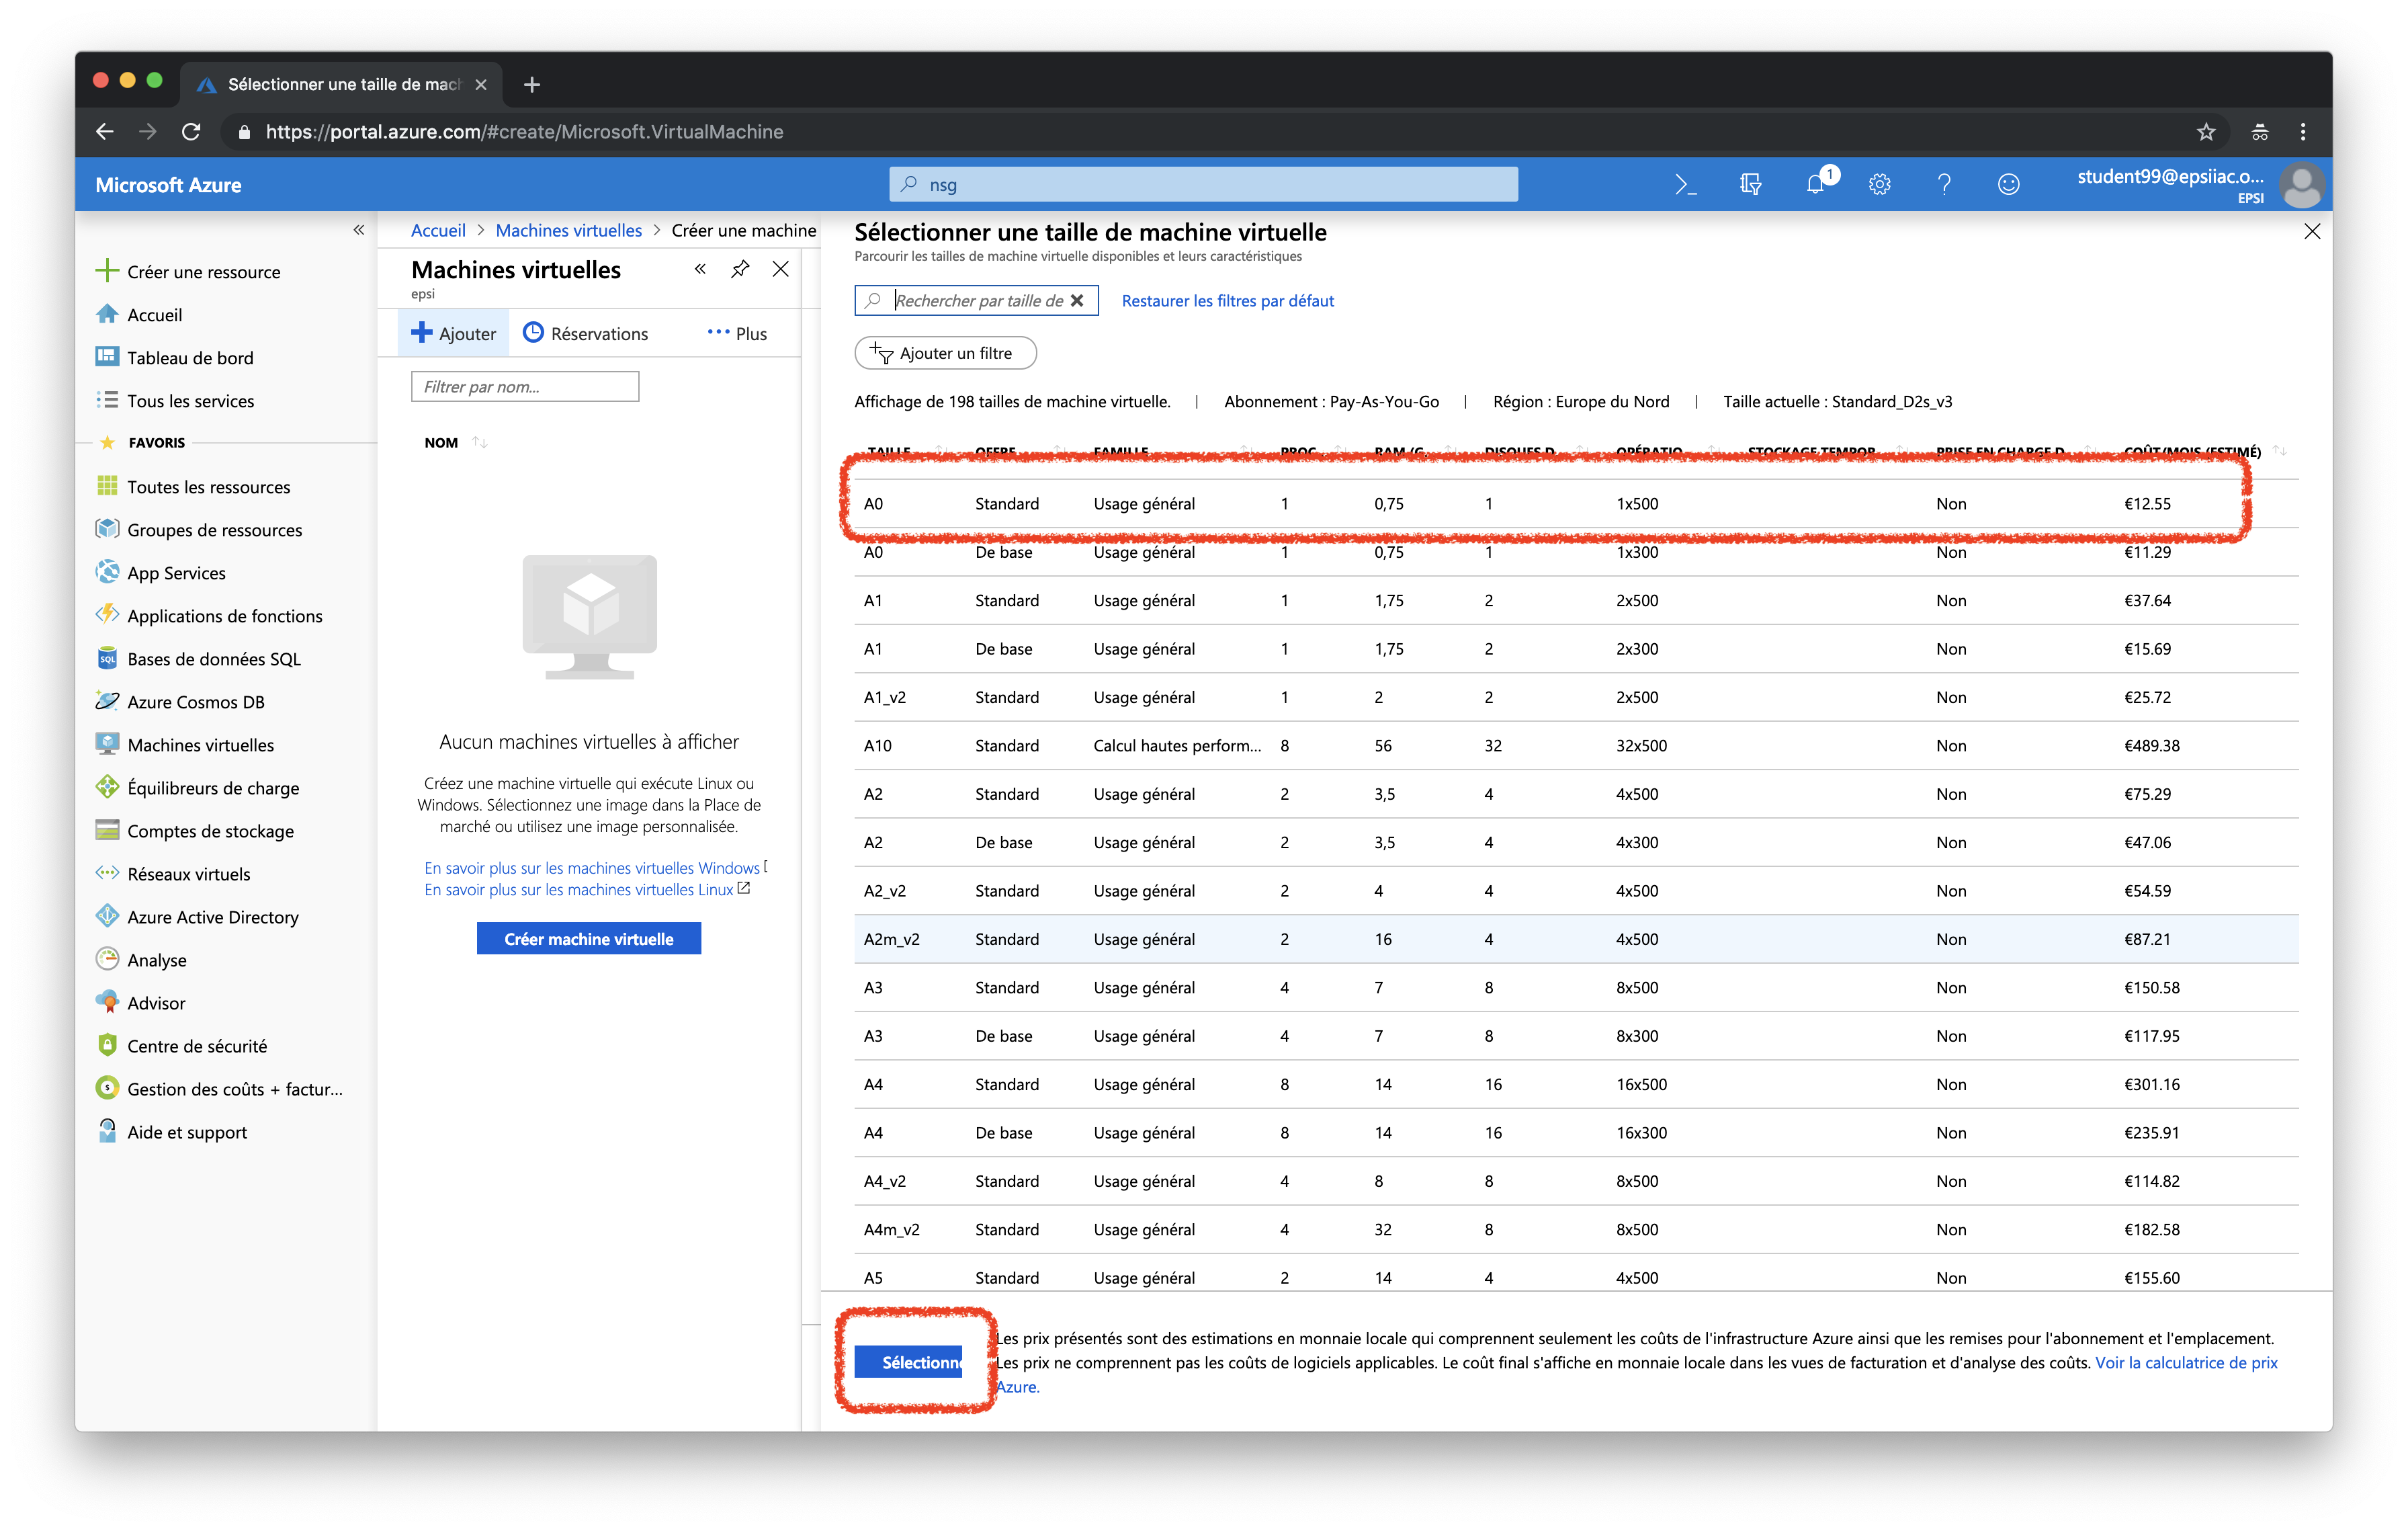 Sélectionner une taille de mac
https://portal.azure.com/#create/Microsoft.VirtualMachine
Microsoft Azure
nsg
1
student99@epsiiac.o...
EPSI
Créer une ressource
Accueil
Tableau de bord
Tous les services
FAVORIS
Toutes les ressources
Groupes de ressources
App Services
Applications de fonctions
SQL
Bases de données SQL
Azure Cosmos DB
Machines virtuelles
Équilibreurs de charge
Comptes de stockage
Réseaux virtuels
Azure Active Directory
Analyse
Advisor
Centre de sécurité
Gestion des coûts + factur...
Aide et support
Accueil > Machines virtuelles > Créer une machine
Machines virtuelles
epsi
Ajouter Réservations ... Plus
Filtrer par nom...
NOM
Aucun machines virtuelles à afficher
Créez une machine virtuelle qui exécute Linux ou
Windows. Sélectionnez une image dans la Place de
marché ou utilisez une image personnalisée.
En savoir plus sur les machines virtuelles Windows
En savoir plus sur les machines virtuelles Linux
Créer machine virtuelle
Sélectionner une taille de machine virtuelle
Parcourir les tailles de machine virtuelle disponibles et leurs caractéristiques
Rechercher par taille de
Restaurer les filtres par défaut
Ajouter un filtre
Affichage de 198 tailles de machine virtuelle. | Abonnement : Pay-As-You-Go | Région : Europe du Nord | Taille actuelle : Standard_D2s_v3
TAILLE OFFRE FAMILLE PROC RAM (G. DISQUES D. OPÉRATIO STOCKAGE TEMPOR PRISE EN CHARGE D COÛT/MOIS (ESTIMÉ)
A0 Standard Usage général 1 0,75 1 1x500 Non €12.55
A0 De base Usage général 1 0,75 1 1x300 Non €11.29
A1 Standard Usage général 1 1,75 2 2x500 Non €37.64
A1 De base Usage général 1 1,75 2 2x300 Non €15.69
A1_v2 Standard Usage général 1 2 2 2x500 Non €25.72
A10 Standard Calcul hautes perform... 8 56 32 32x500 Non €489.38
A2 Standard Usage général 2 3,5 4 4x500 Non €75.29
A2 De base Usage général 2 3,5 4 4x300 Non €47.06
A2_v2 Standard Usage général 2 4 4 4x500 Non €54.59
A2m_v2 Standard Usage général 2 16 4 4x500 Non €87.21
A3 Standard Usage général 4 7 8 8x500 Non €150.58
A3 De base Usage général 4 7 8 8x300 Non €117.95
A4 Standard Usage général 8 14 16 16x500 Non €301.16
A4 De base Usage général 8 14 16 16x300 Non €235.91
A4_v2 Standard Usage général 4 8 8 8x500 Non €114.82
A4m_v2 Standard Usage général 4 32 8 8x500 Non €182.58
A5 Standard Usage général 2 14 4 4x500 Non €155.60
Sélectionne
Les prix présentés sont des estimations en monnaie locale qui comprennent seulement les coûts de l'infrastructure Azure ainsi que les remises pour l'abonnement et l'emplacement.
Les prix ne comprennent pas les coûts de logiciels applicables. Le coût final s'affiche en monnaie locale dans les vues de facturation et d'analyse des coûts. Voir la calculatrice de prix
Azure.